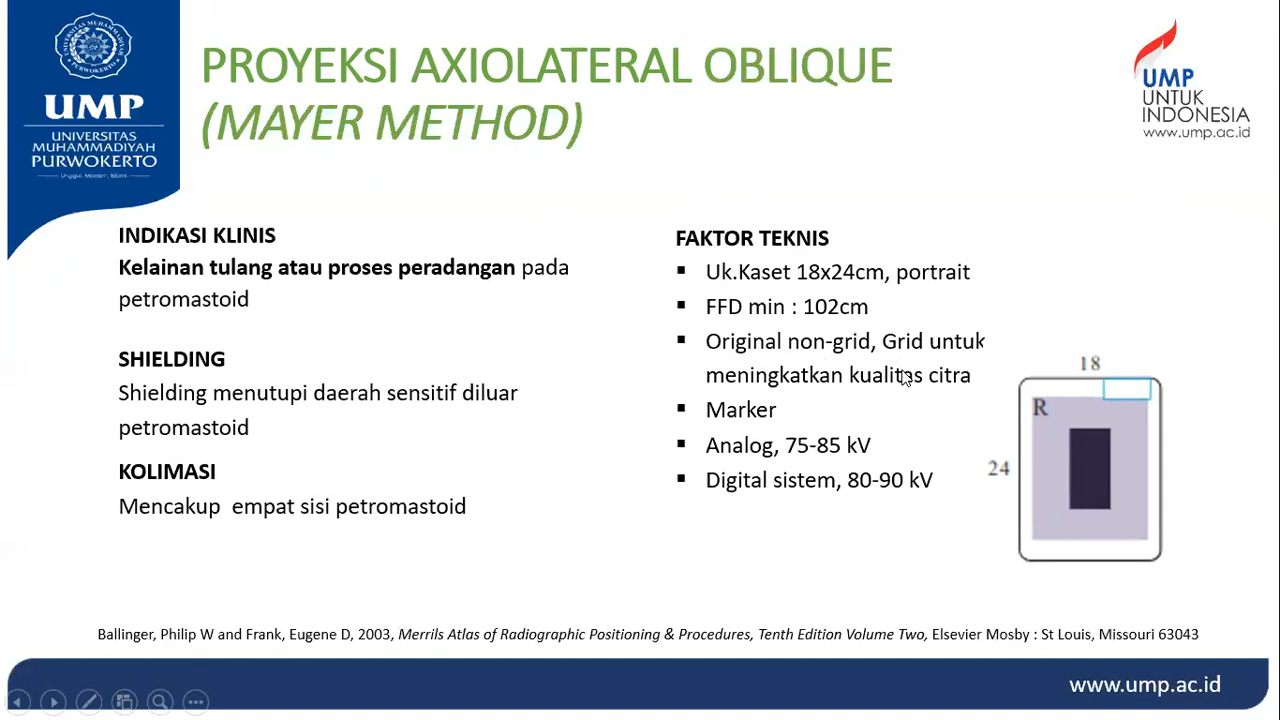 UMP
UNIVERSITAS
MUHAMMADIYAH
PURWOKERTO
Unggul, Modern, Islami
PROYEKSI AXIOLATERAL OBLIQUE
(MAYER METHOD)
UMP
UNTUK
INDONESIA
www.ump.ac.id
INDIKASI KLINIS
Kelainan tulang atau proses peradangan pada
petromastoid
SHIELDING
Shielding menutupi daerah sensitif diluar
petromastoid
KOLIMASI
Mencakup empat sisi petromastoid
FAKTOR TEKNIS
▪ Uk.Kaset 18x24cm, portrait
▪ FFD min : 102cm
▪ Original non-grid, Grid untuk
meningkatkan kualitas citra
▪ Marker
▪ Analog, 75-85 kV
▪ Digital sistem, 80-90 kV
18
R
24
Ballinger, Philip W and Frank, Eugene D, 2003, Merrils Atlas of Radiographic Positioning & Procedures, Tenth Edition Volume Two, Elsevier Mosby : St Louis, Missouri 63043
www.ump.ac.id